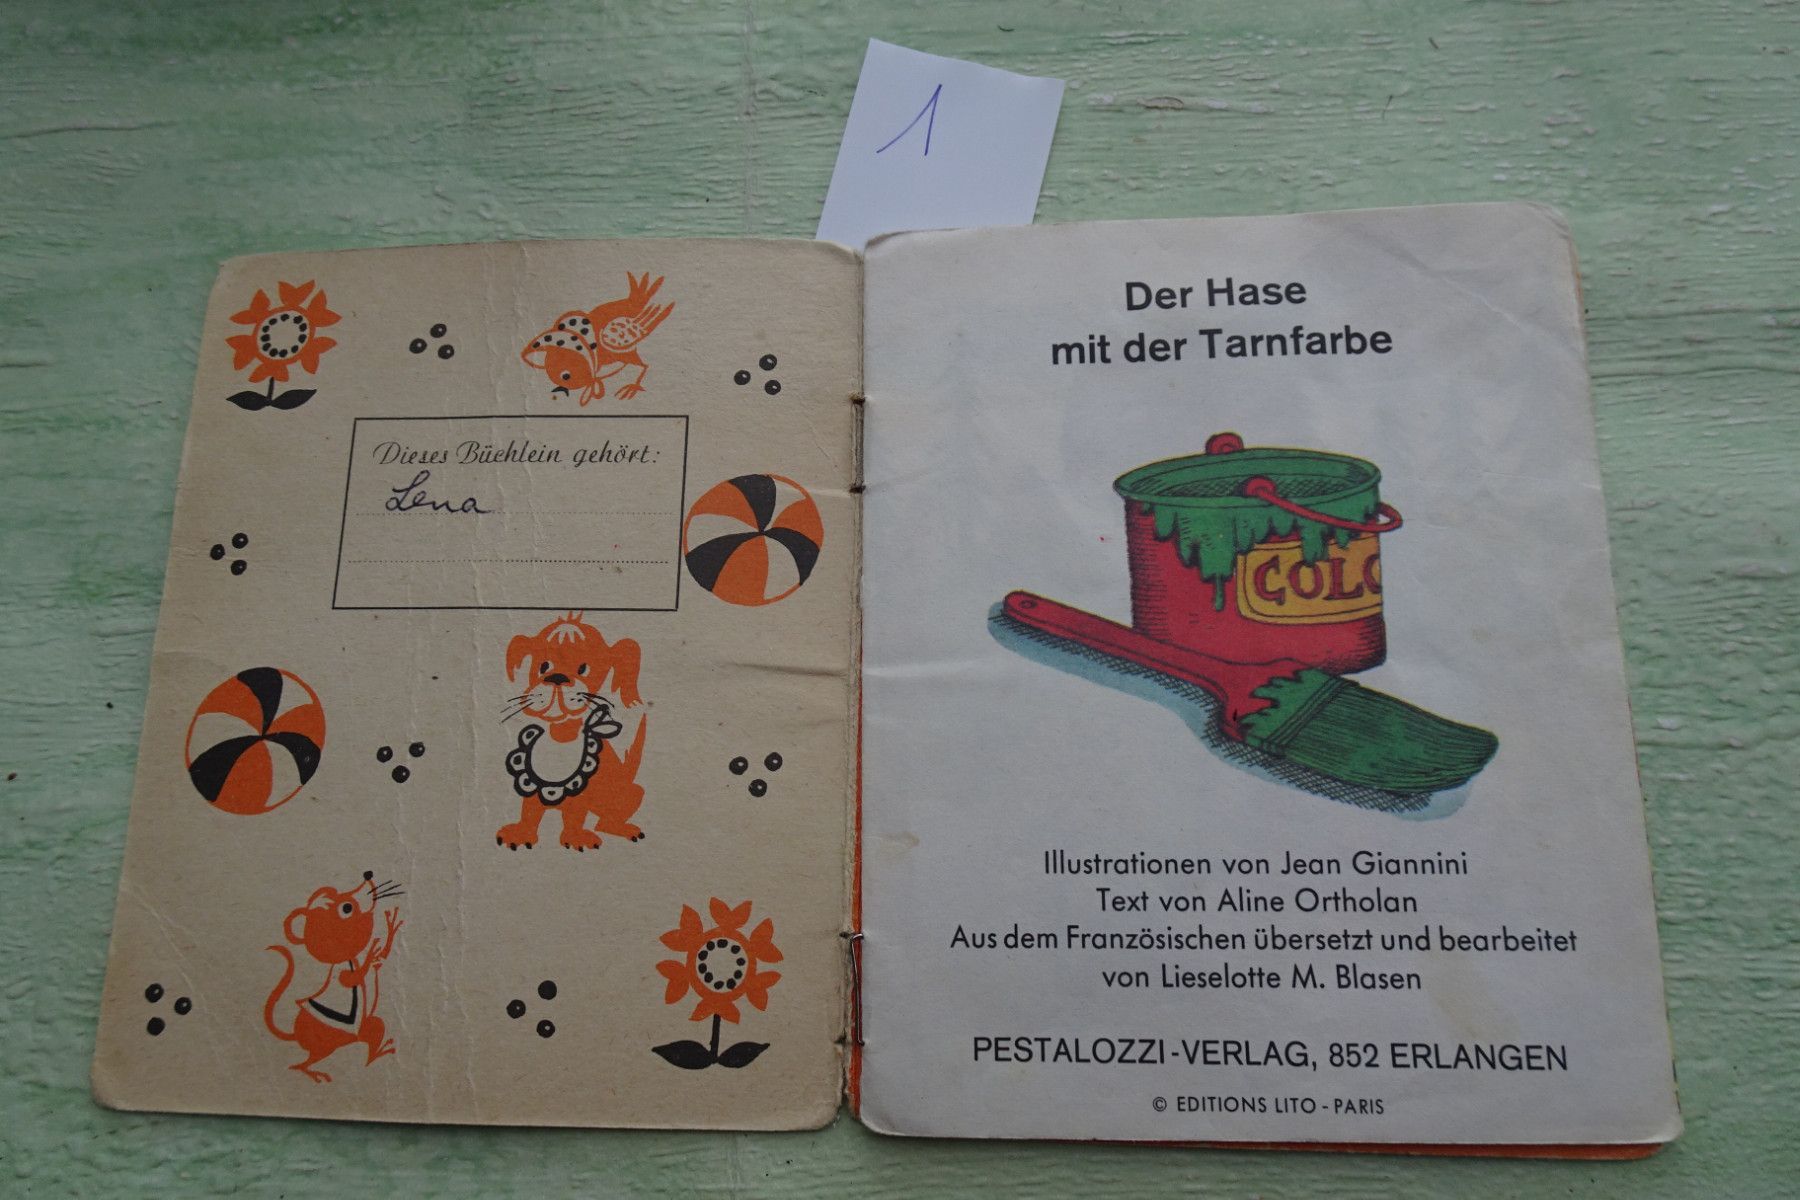 1
Dieses Büchlein gehört:
Lena
Der Hase
mit der Tarnfarbe
COLO
Illustrationen von Jean Giannini
Text von Aline Ortholan
Aus dem Französischen übersetzt und bearbeitet
von Lieselotte M. Blasen
PESTALOZZI-VERLAG, 852 ERLANGEN
© EDITIONS LITO - PARIS